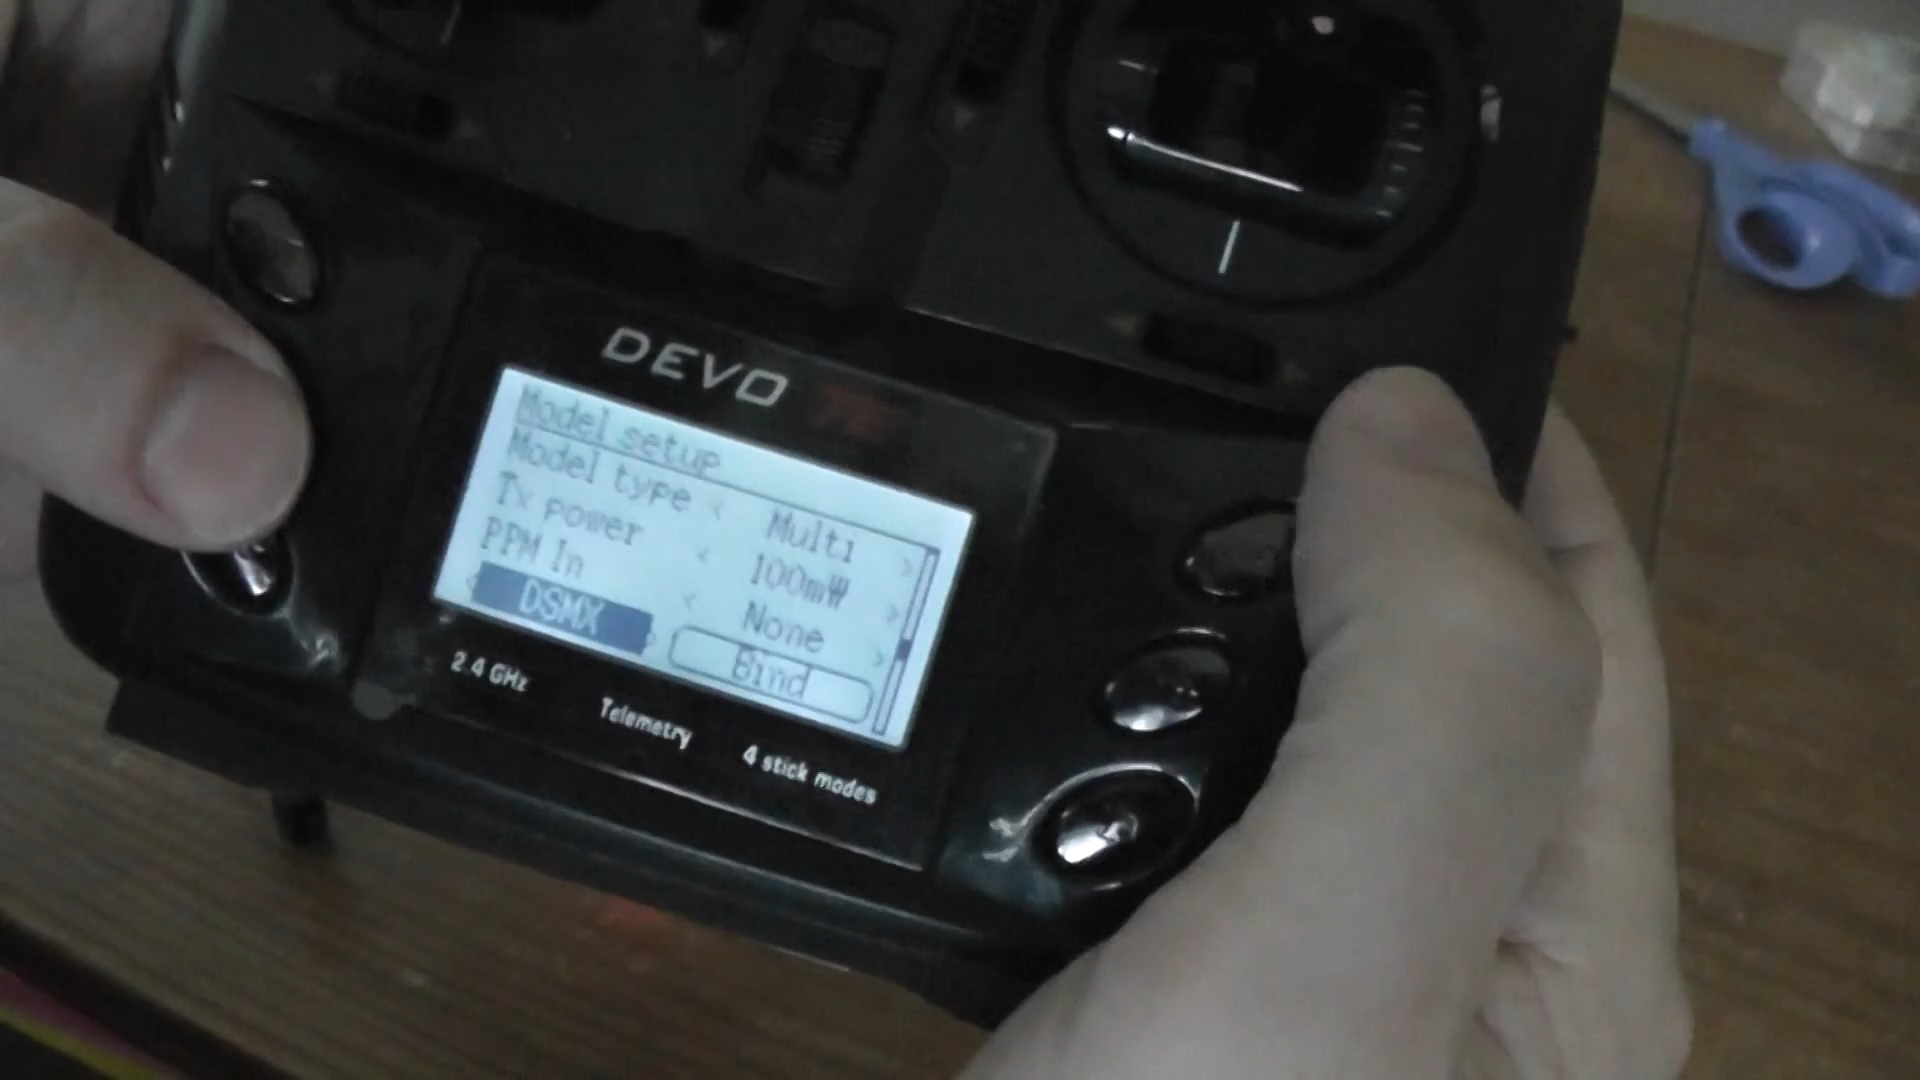 DEVO
Model setup
Model type < Multi >
Tx power < 100mW >
PPM In < None >
DSMX Bind
2.4 GHz
Telemetry
4 stick modes